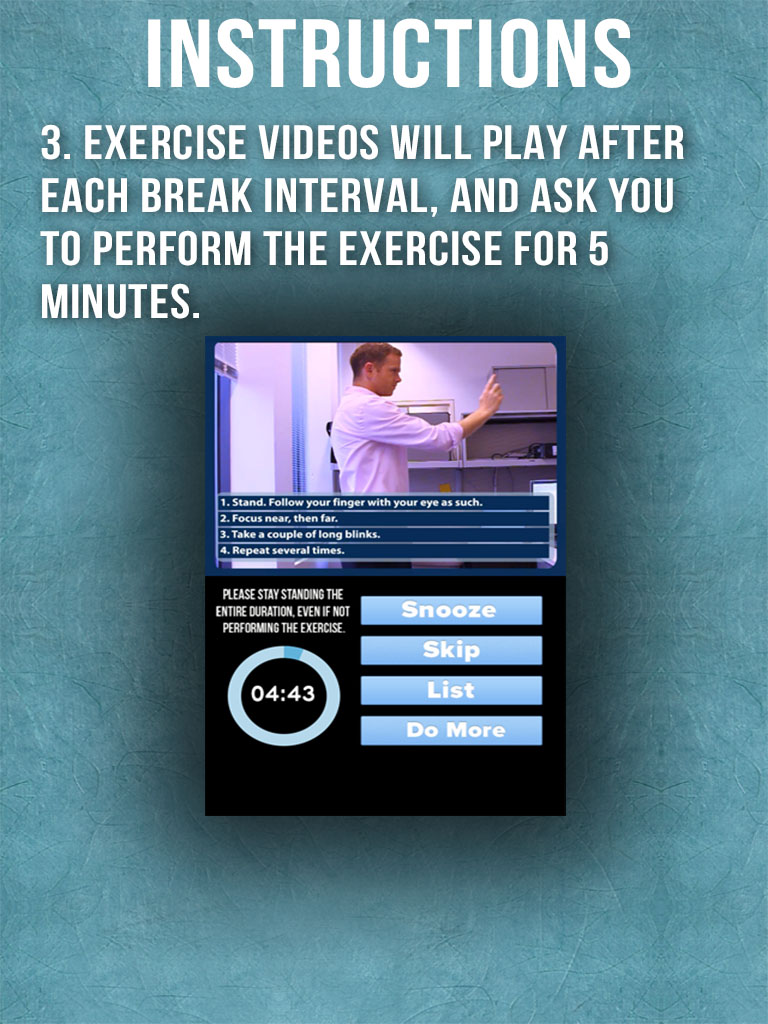 INSTRUCTIONS
3. EXERCISE VIDEOS WILL PLAY AFTER
EACH BREAK INTERVAL, AND ASK YOU
TO PERFORM THE EXERCISE FOR 5
MINUTES.
1. Stand. Follow your finger with your eye as such.
2. Focus near, then far.
3. Take a couple of long blinks.
4. Repeat several times.
PLEASE STAY STANDING THE
ENTIRE DURATION, EVEN IF NOT
PERFORMING THE EXERCISE.
04:43
Snooze
Skip
List
Do More